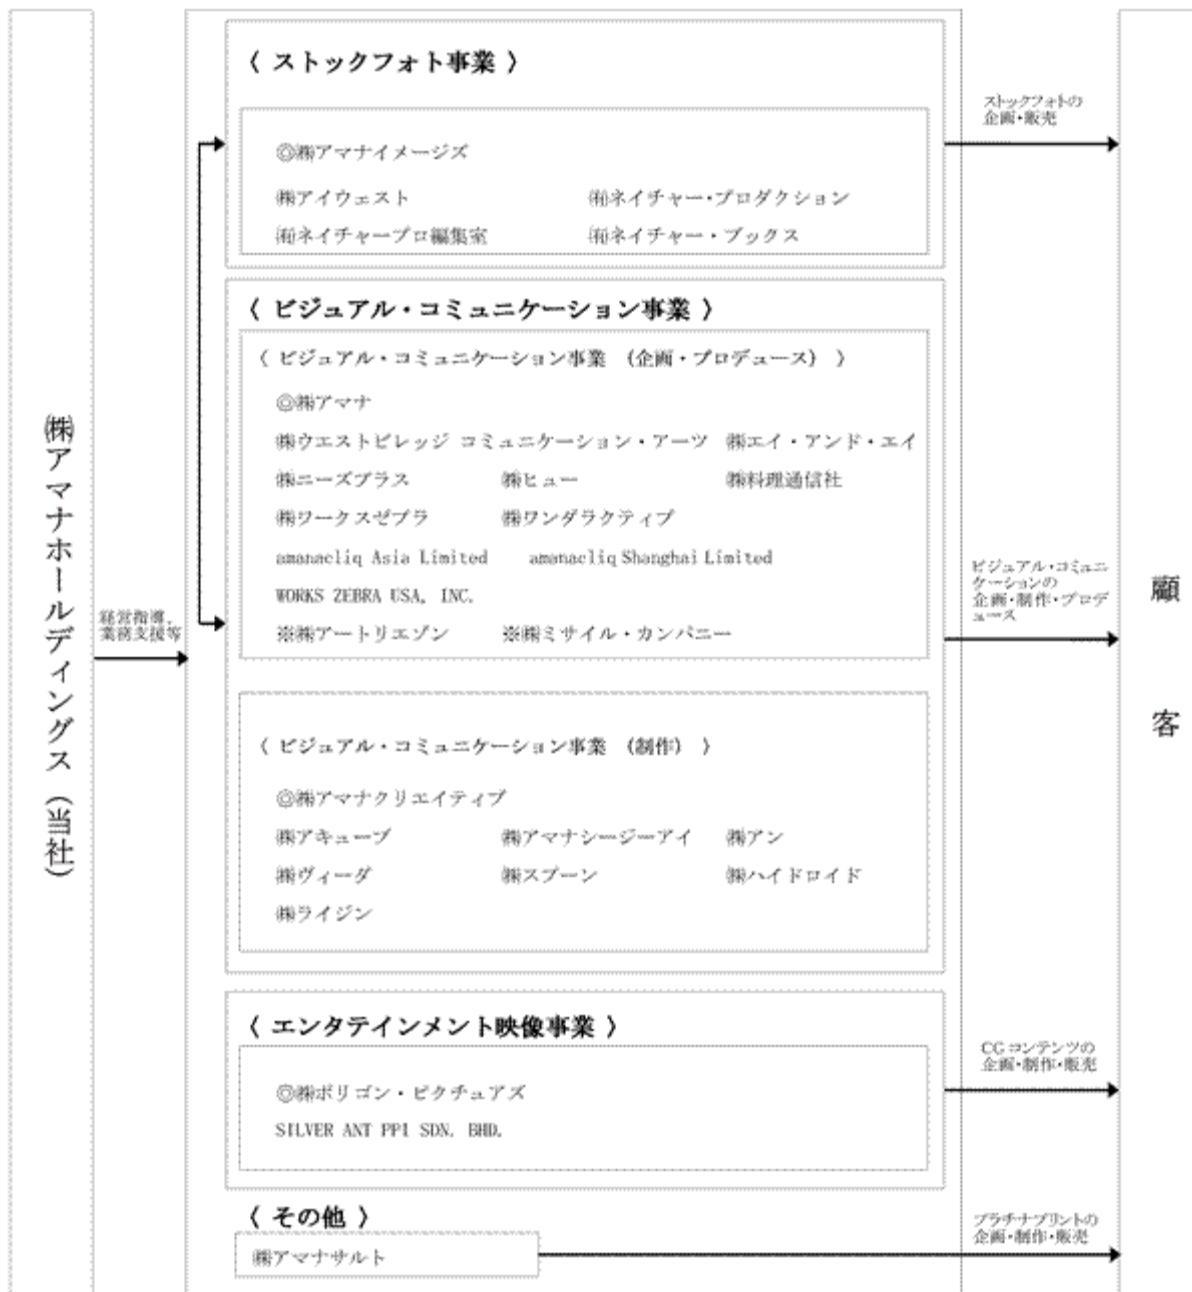 ㈱アマナホールディングス（当社）
経営指導、
業務支援等
〈 ストックフォト事業 〉
◎㈱アマナイメージズ
㈱アイウェスト　㈲ネイチャー・プロダクション
㈲ネイチャープロ編集室　㈲ネイチャー・ブックス
ストックフォトの
企画・販売
〈 ビジュアル・コミュニケーション事業 〉
〈 ビジュアル・コミュニケーション事業 （企画・プロデュース） 〉
◎㈱アマナ
㈱ウエストビレッジ コミュニケーション・アーツ　㈱エイ・アンド・エイ
㈱ニーズプラス　㈱ヒュー　㈱料理通信社
㈱ワークスゼブラ　㈱ワンダラクティブ
amanacliq Asia Limited　amanacliq Shanghai Limited
WORKS ZEBRA USA, INC.
※㈱アートリエゾン　※㈱ミサイル・カンパニー
ビジュアル・コミュニ
ケーションの
企画・制作・プロデ
ュース
〈 ビジュアル・コミュニケーション事業 （制作） 〉
◎㈱アマナクリエイティブ
㈱アキューブ　㈱アマナシージーアイ　㈱アン
㈱ヴィーダ　㈱スプーン　㈱ハイドロイド
㈱ライジン
〈 エンタテインメント映像事業 〉
◎㈱ポリゴン・ピクチュアズ
SILVER ANT PPI SDN. BHD.
CGコンテンツの
企画・制作・販売
〈 その他 〉
㈱アマナサルト
プラチナプリントの
企画・制作・販売
顧客